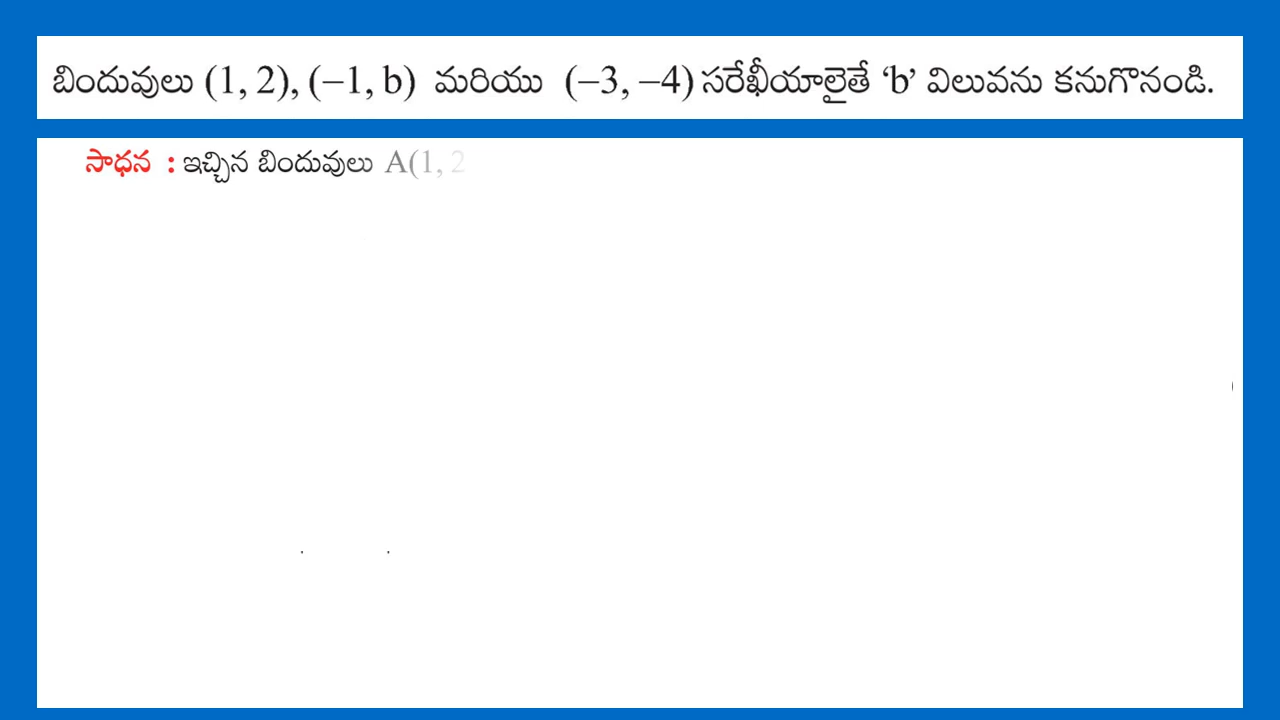 బిందువులు (1, 2), (−1, b) మరియు (−3, −4) సరేఖీయాలైతే ‘b’ విలువను కనుగొనండి.
సాధన : ఇచ్చిన బిందువులు A(1, 2